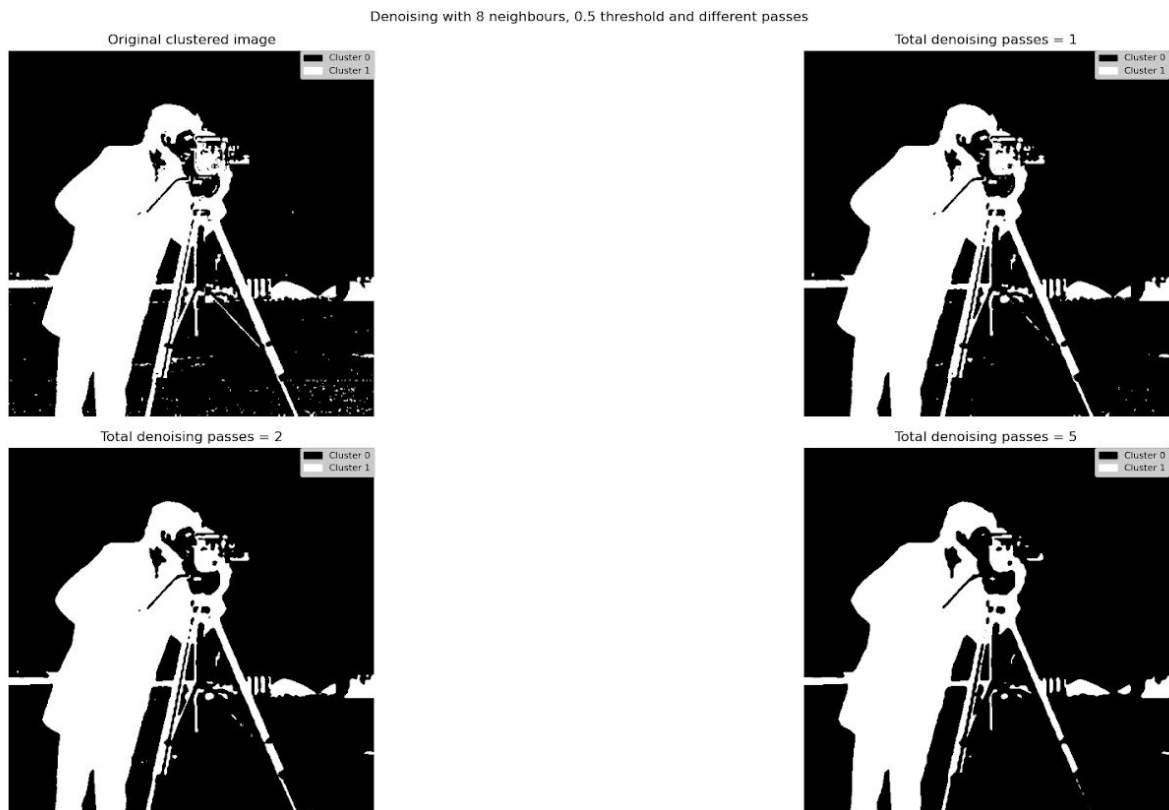 Denoising with 8 neighbours, 0.5 threshold and different passes
Original clustered image
Cluster 0
Cluster 1
Total denoising passes = 1
Cluster 0
Cluster 1
Total denoising passes = 2
Cluster 0
Cluster 1
Total denoising passes = 5
Cluster 0
Cluster 1